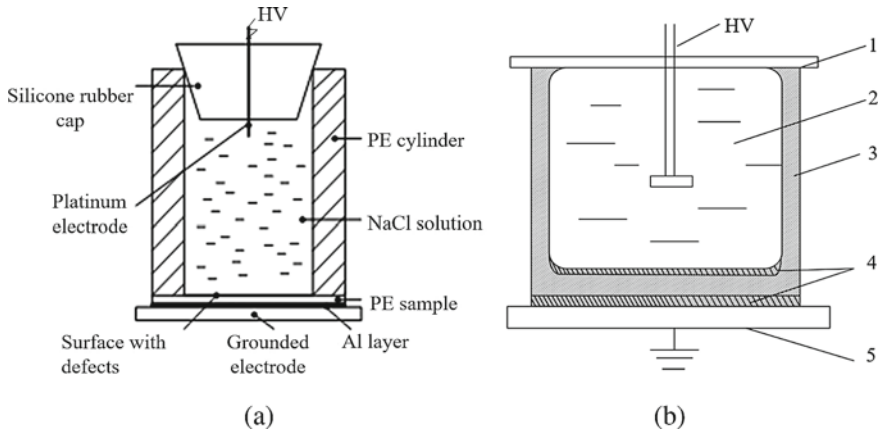 HV
Silicone rubber
cap
PE cylinder
Platinum
electrode
NaCl solution
PE sample
Surface with
defects
Grounded
electrode
Al layer
(a)
HV
1
2
3
4
5
(b)